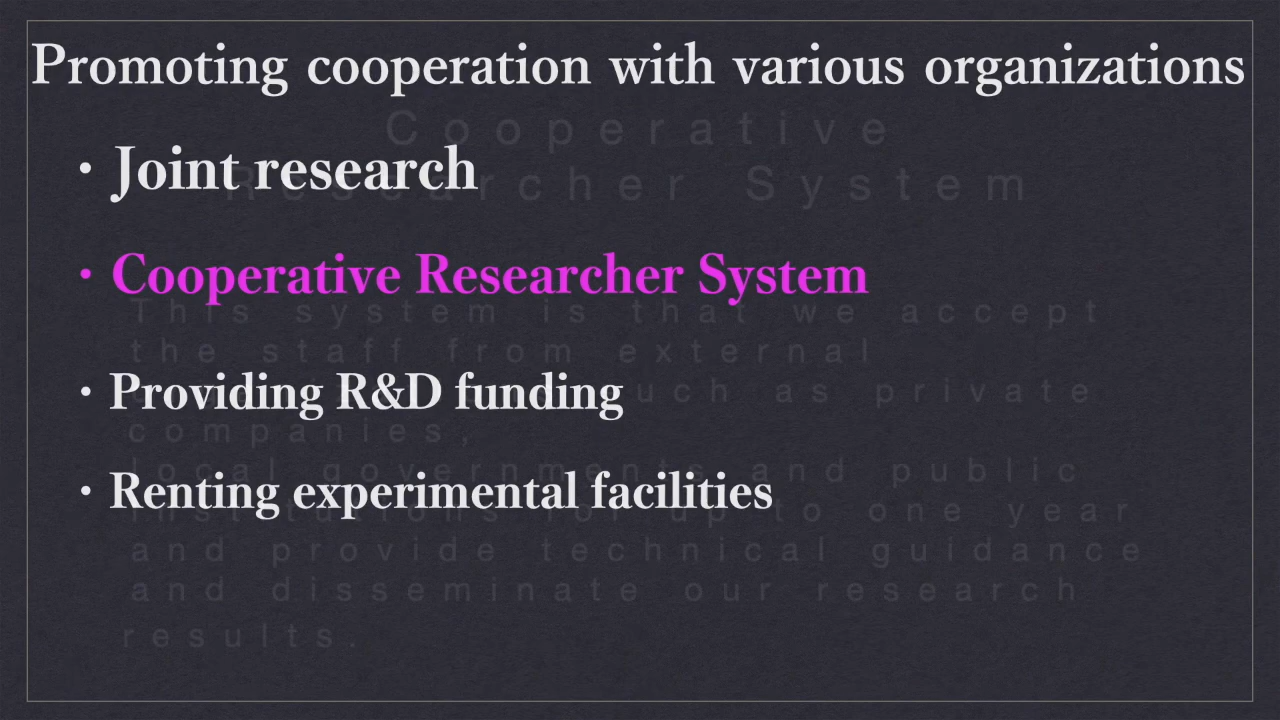 Promoting cooperation with various organizations
Cooperative
・Joint research
Researcher System
・Cooperative Researcher System
This system is that we accept
the staff from external
・Providing R&D funding
such as private
companies,
local governments and public
・Renting experimental facilities
institutions for up to one year
and provide technical guidance
and disseminate our research
results.